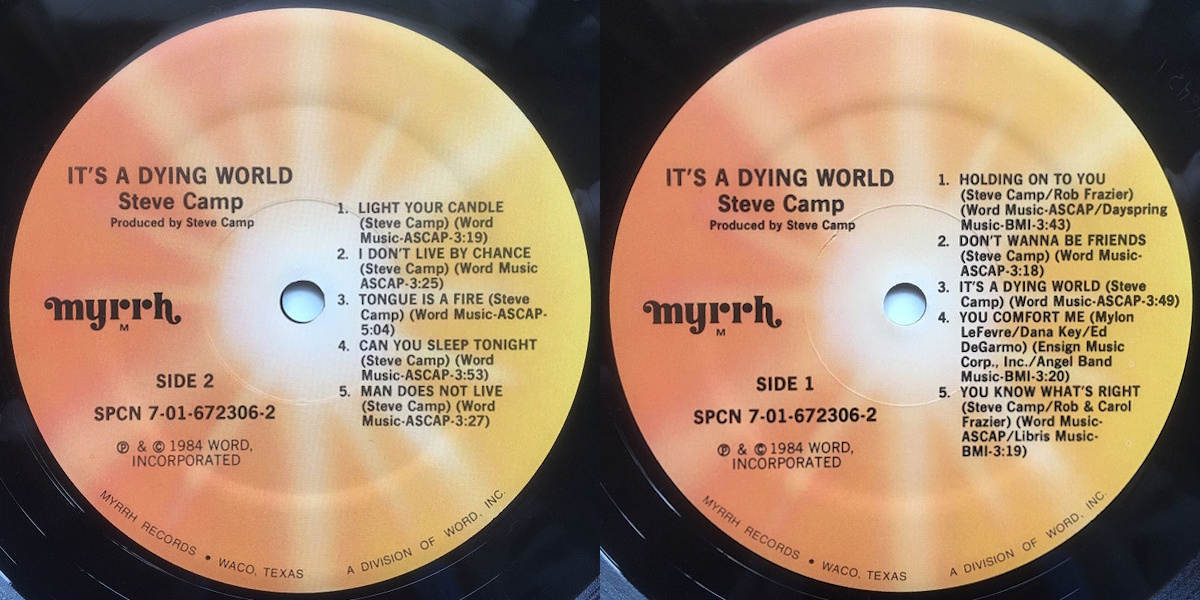 IT'S A DYING WORLD
Steve Camp
Produced by Steve Camp
myrrh
M
SIDE 2
SPCN 7-01-672306-2
Ⓟ & © 1984 WORD,
INCORPORATED
1. LIGHT YOUR CANDLE
(Steve Camp) (Word
Music-ASCAP-3:19)
2. I DON'T LIVE BY CHANCE
(Steve Camp) (Word Music
ASCAP-3:25)
3. TONGUE IS A FIRE (Steve
Camp) (Word Music-ASCAP-
5:04)
4. CAN YOU SLEEP TONIGHT
(Steve Camp) (Word
Music-ASCAP-3:53)
5. MAN DOES NOT LIVE
(Steve Camp) (Word
Music-ASCAP-3:27)
MYRRH RECORDS • WACO, TEXAS A DIVISION OF WORD, INC.
IT'S A DYING WORLD
Steve Camp
Produced by Steve Camp
myrrh
M
SIDE 1
SPCN 7-01-672306-2
Ⓟ & © 1984 WORD,
INCORPORATED
1. HOLDING ON TO YOU
(Steve Camp/Rob Frazier)
(Word Music-ASCAP/Dayspring
Music-BMI-3:43)
2. DON'T WANNA BE FRIENDS
(Steve Camp) (Word Music-
ASCAP-3:18)
3. IT'S A DYING WORLD (Steve
Camp) (Word Music-ASCAP-3:49)
4. YOU COMFORT ME (Mylon
LeFevre/Dana Key/Ed
DeGarmo) (Ensign Music
Corp., Inc./Angel Band
Music-BMI-3:20)
5. YOU KNOW WHAT'S RIGHT
(Steve Camp/Rob & Carol
Frazier) (Word Music-
ASCAP/Libris Music-
BMI-3:19)
MYRRH RECORDS • WACO, TEXAS A DIVISION OF WORD, INC.